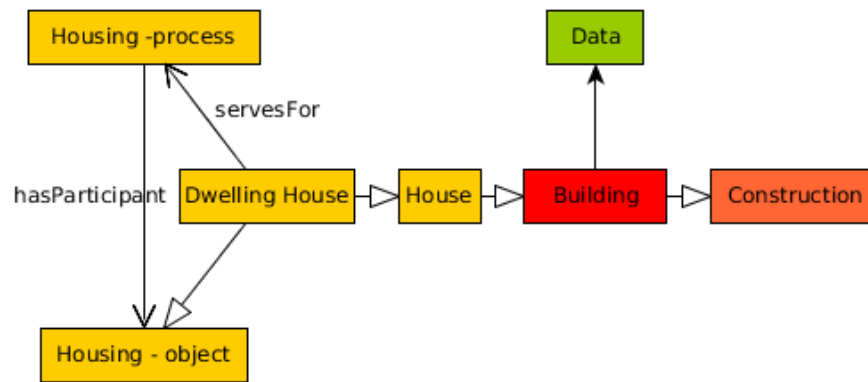 Housing -process
Data
servesFor
hasParticipant
Dwelling House
House
Building
Construction
Housing - object